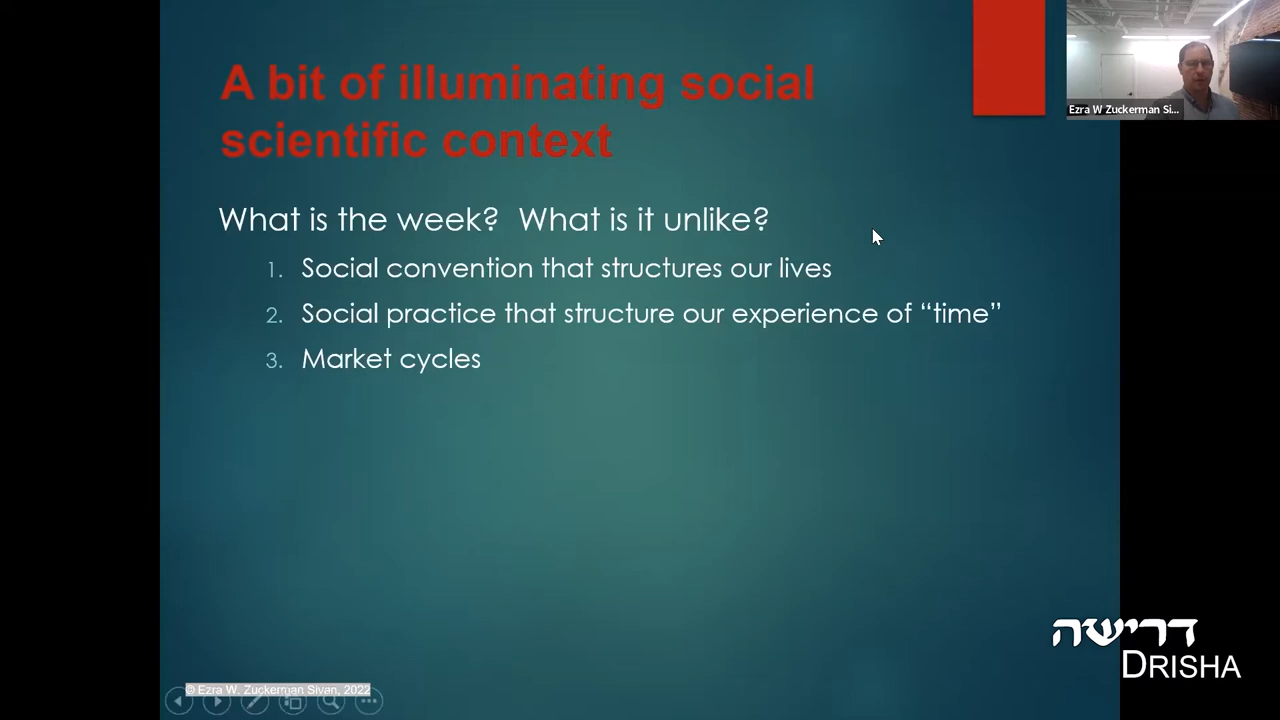 A bit of illuminating social
scientific context
What is the week?  What is it unlike?
1. Social convention that structures our lives
2. Social practice that structure our experience of “time”
3. Market cycles
Ezra W Zuckerman Si...
דרישה
DRISHA
© Ezra W. Zuckerman Sivan, 2022